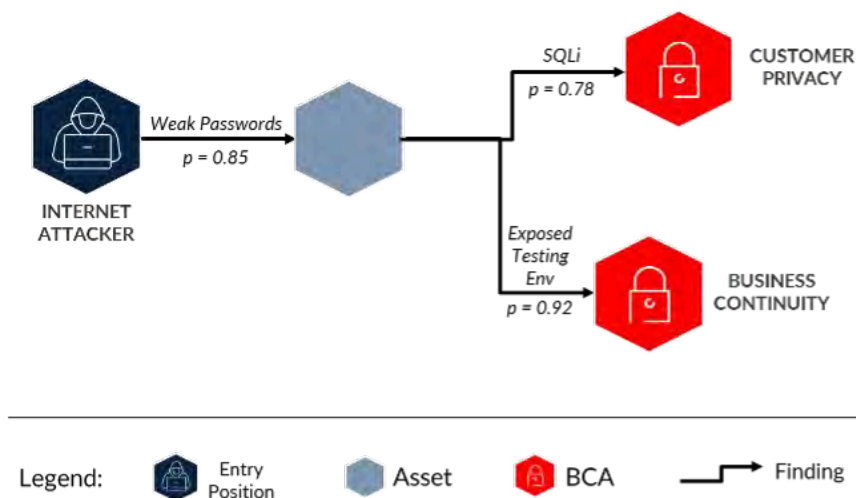 SQLi
p = 0.78
CUSTOMER
PRIVACY
Weak Passwords
p = 0.85
INTERNET
ATTACKER
Exposed
Testing
Env
p = 0.92
BUSINESS
CONTINUITY
Legend:
Entry
Position
Asset
BCA
Finding